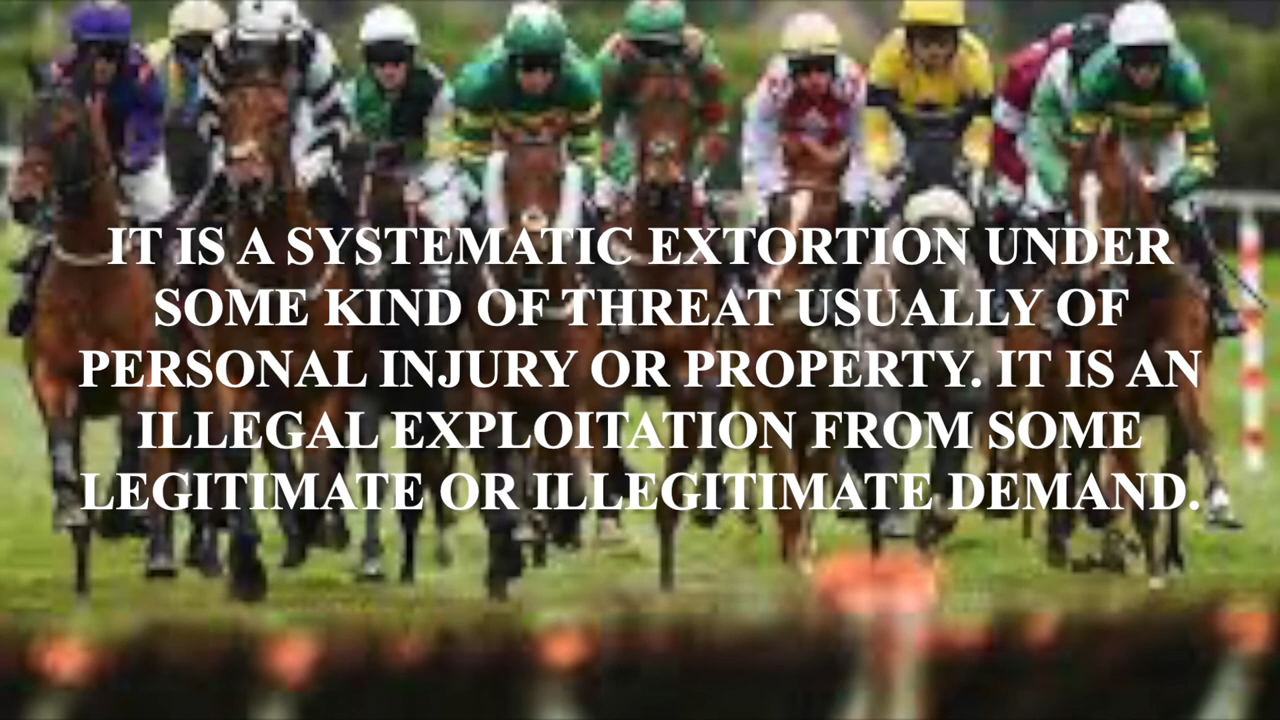 IT IS A SYSTEMATIC EXTORTION UNDER
SOME KIND OF THREAT USUALLY OF
PERSONAL INJURY OR PROPERTY. IT IS AN
ILLEGAL EXPLOITATION FROM SOME
LEGITIMATE OR ILLEGITIMATE DEMAND.